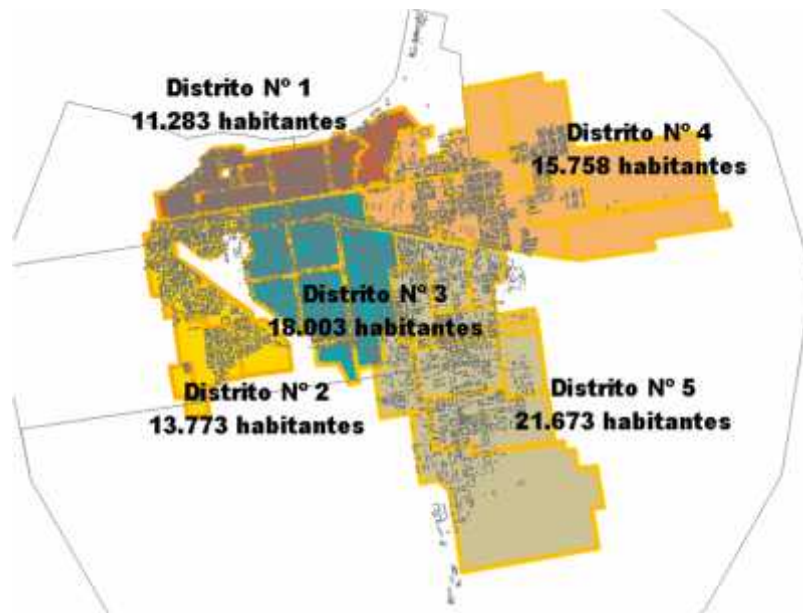 Distrito Nº 1
11.283 habitantes
Distrito Nº 4
15.758 habitantes
Distrito Nº 3
18.003 habitantes
Distrito Nº 2
13.773 habitantes
Distrito Nº 5
21.673 habitantes